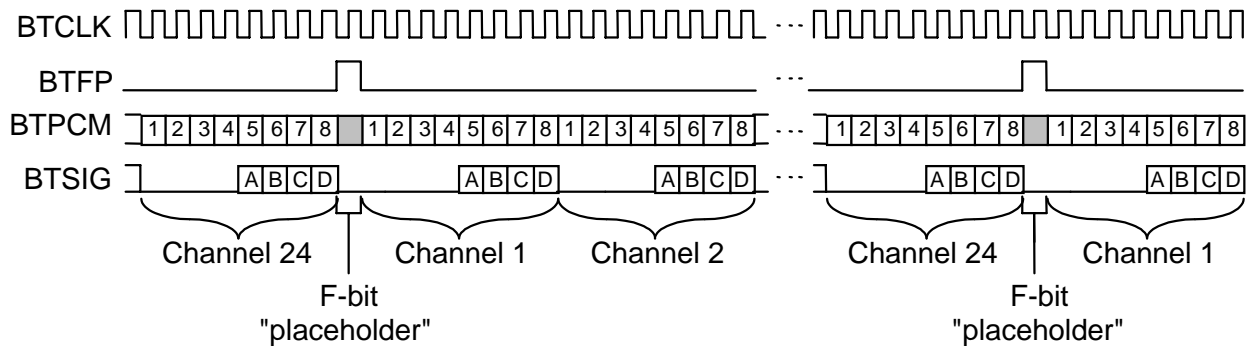 BTCLK ... 
BTFP ...
BTPCM 1 2 3 4 5 6 7 8 1 2 3 4 5 6 7 8 1 2 3 4 5 6 7 8 ... 1 2 3 4 5 6 7 8 1 2 3 4 5 6 7 8
BTSIG A B C D A B C D A B C D ... A B C D A B C D
Channel 24 Channel 1 Channel 2 Channel 24 Channel 1
F-bit F-bit
"placeholder" "placeholder"